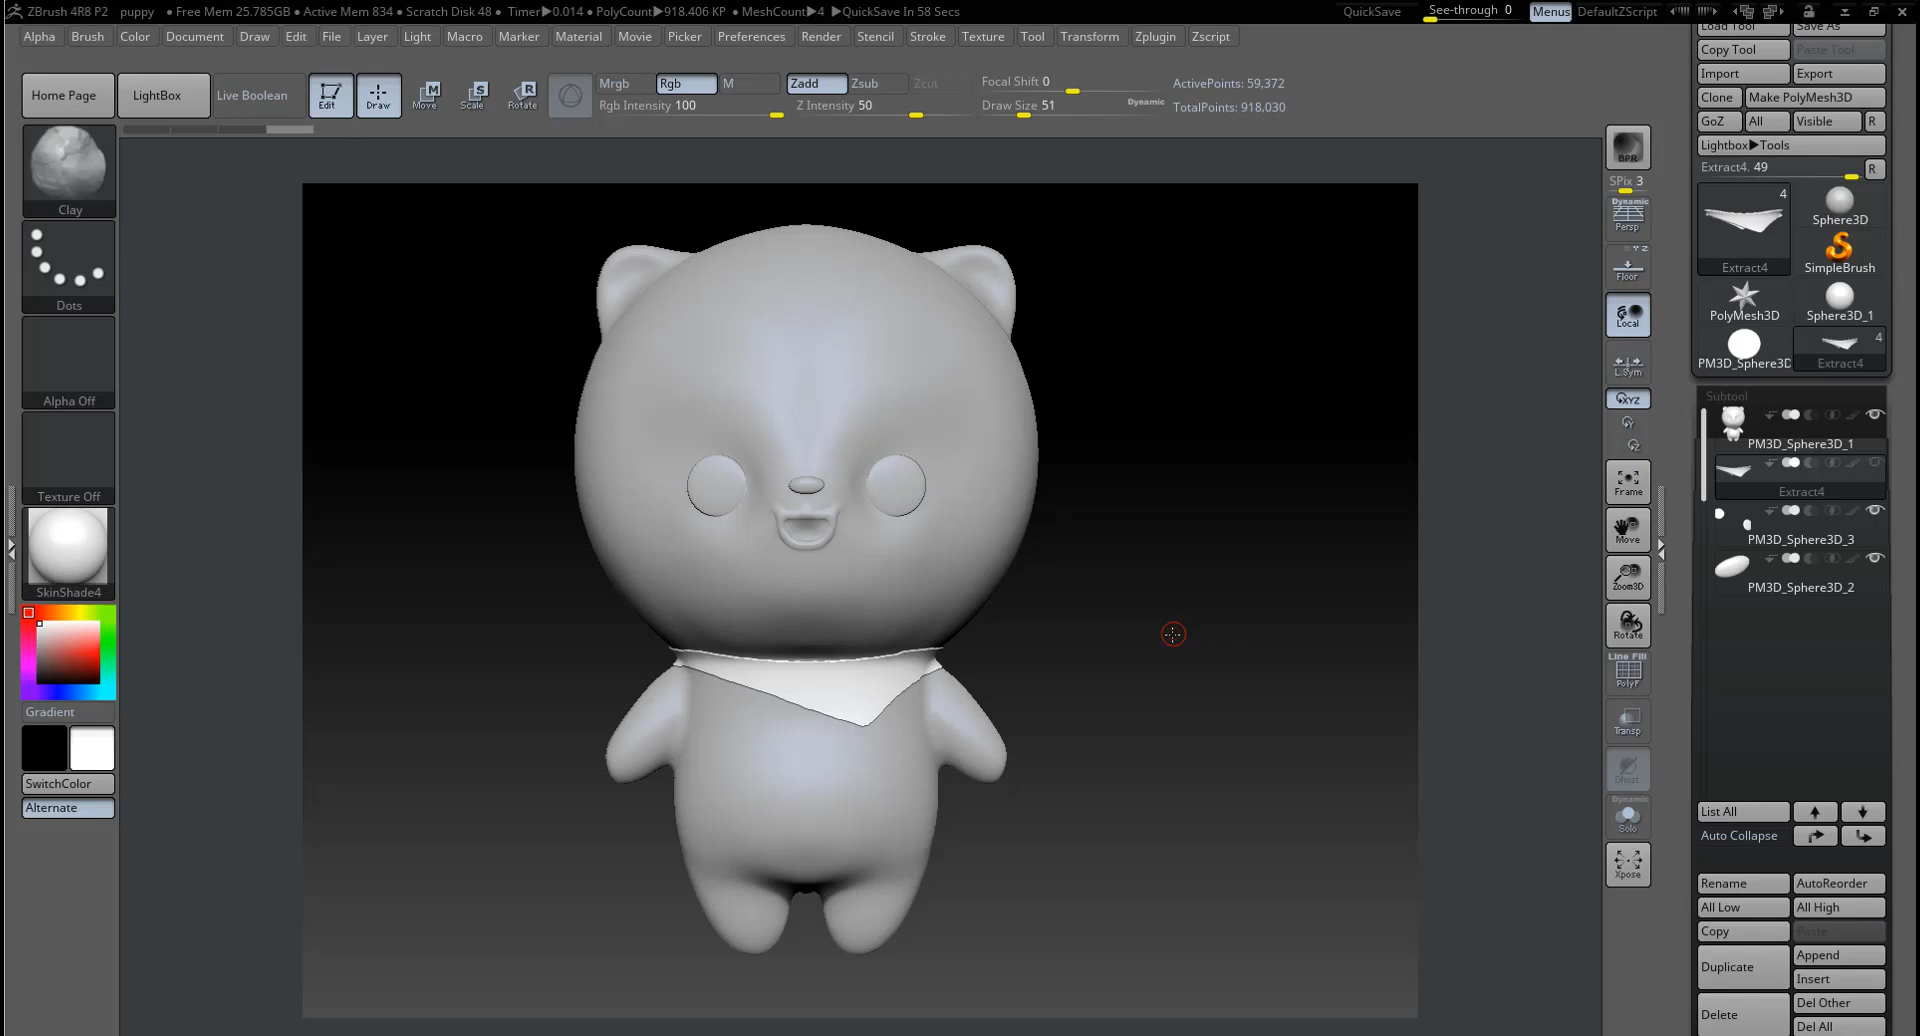 ZBrush 4R8 P2 puppy • Free Mem 25.785GB • Active Mem 834 • Scratch Disk 48 • Timer▶0.014 • PolyCount▶918.406 KP • MeshCount▶4 ▶QuickSave In 58 Secs QuickSave See-through 0 Menus DefaultZScript
Alpha Brush Color Document Draw Edit File Layer Light Macro Marker Material Movie Picker Preferences Render Stencil Stroke Texture Tool Transform Zplugin Zscript
Home Page LightBox Live Boolean Edit Draw Move Scale Rotate
M S R
Mrgb Rgb M Zadd Zsub Zcut Focal Shift 0 ActivePoints: 59,372
Rgb Intensity 100 Z Intensity 50 Draw Size 51 Dynamic TotalPoints: 918,030
Clay
Dots
Alpha Off
Texture Off
SkinShade4
Gradient
SwitchColor
Alternate
BPR
SPix 3
Dynamic
Persp
Floor
Local
L.Sym
XYZ
Frame
Move
Zoom3D
Rotate
Line Fill
PolyF
Transp
Ghost
Dynamic
Solo
Xpose
Load Tool Save As
Copy Tool Paste Tool
Import Export
Clone Make PolyMesh3D
GoZ All Visible R
Lightbox▶Tools
Extract4. 49 R
4
Extract4 Sphere3D
SimpleBrush
PolyMesh3D Sphere3D_1
PM3D_Sphere3D 4 Extract4
Subtool
PM3D_Sphere3D_1
Extract4
PM3D_Sphere3D_3
PM3D_Sphere3D_2
List All
Auto Collapse
Rename AutoReorder
All Low All High
Copy Paste
Duplicate Append
Insert
Delete Del Other
Del All